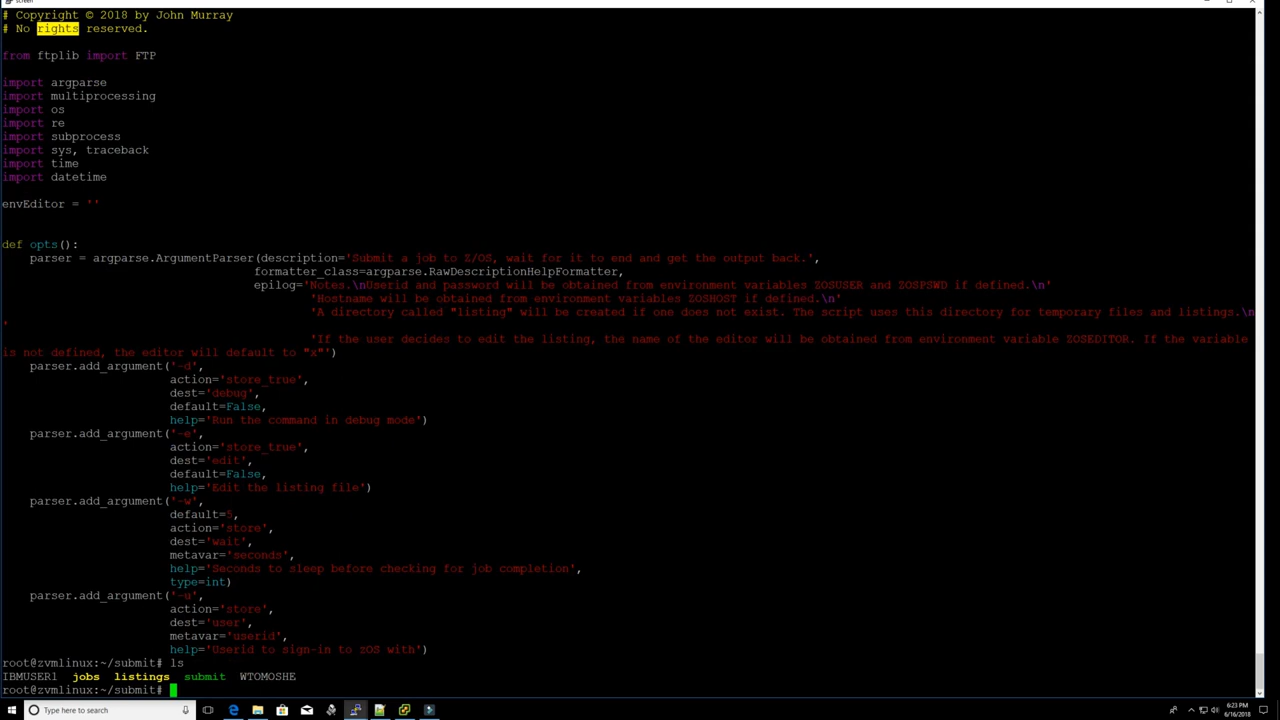 screen
# Copyright © 2018 by John Murray
# No rights reserved.
from ftplib import FTP
import argparse
import multiprocessing
import os
import re
import subprocess
import sys, traceback
import time
import datetime
envEditor = ''
def opts():
    parser = argparse.ArgumentParser(description='Submit a job to Z/OS, wait for it to end and get the output back.',
                                    formatter_class=argparse.RawDescriptionHelpFormatter,
                                    epilog='Notes.\nUserid and password will be obtained from environment variables ZOSUSER and ZOSPSWD if defined.\n'
                                            'Hostname will be obtained from environment variables ZOSHOST if defined.\n'
                                            'A directory called "listing" will be created if one does not exist. The script uses this directory for temporary files and listings.\n
'
                                            'If the user decides to edit the listing, the name of the editor will be obtained from environment variable ZOSEDITOR. If the variable
is not defined, the editor will default to "x"')
    parser.add_argument('-d',
                        action='store_true',
                        dest='debug',
                        default=False,
                        help='Run the command in debug mode')
    parser.add_argument('-e',
                        action='store_true',
                        dest='edit',
                        default=False,
                        help='Edit the listing file')
    parser.add_argument('-w',
                        default=5,
                        action='store',
                        dest='wait',
                        metavar='seconds',
                        help='Seconds to sleep before checking for job completion',
                        type=int)
    parser.add_argument('-u',
                        action='store',
                        dest='user',
                        metavar='userid',
                        help='Userid to sign-in to zOS with')
root@zvmlinux:~/submit# ls
IBMUSER1  jobs  listings  submit  WTOMOSHE
root@zvmlinux:~/submit#
Type here to search
6:23 PM
6/16/2018